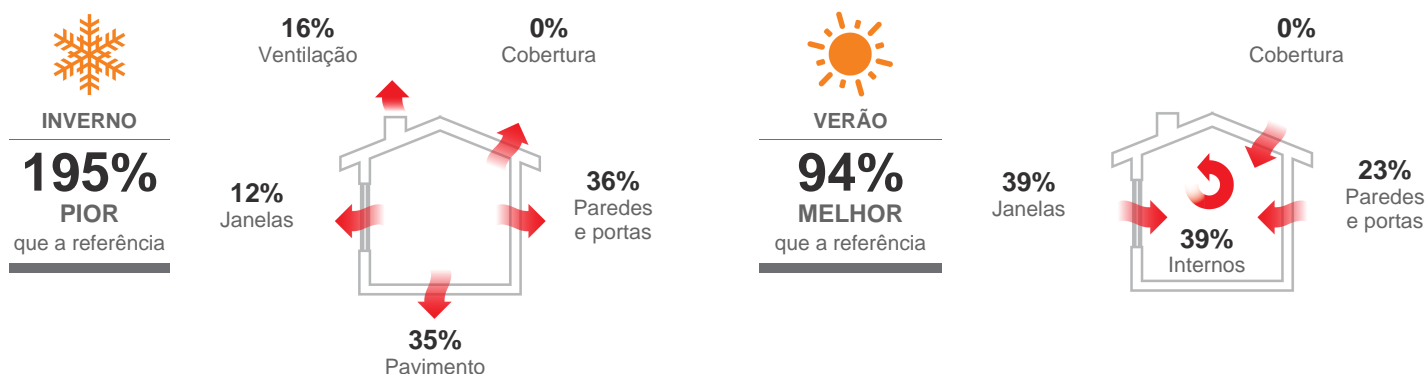 INVERNO
195%
PIOR
que a referência
16%
Ventilação
0%
Cobertura
12%
Janelas
36%
Paredes
e portas
35%
Pavimento
VERÃO
94%
MELHOR
que a referência
0%
Cobertura
39%
Janelas
23%
Paredes
e portas
39%
Internos